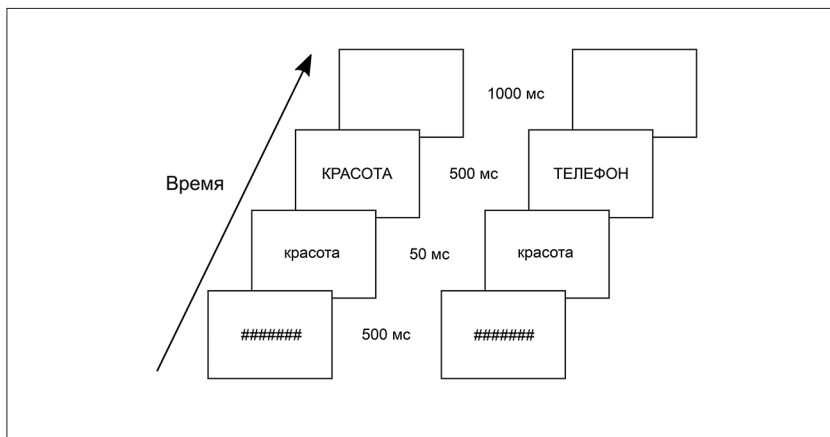 1000 мс
КРАСОТА 500 мс ТЕЛЕФОН
Время
красота 50 мс красота
####### 500 мс #######